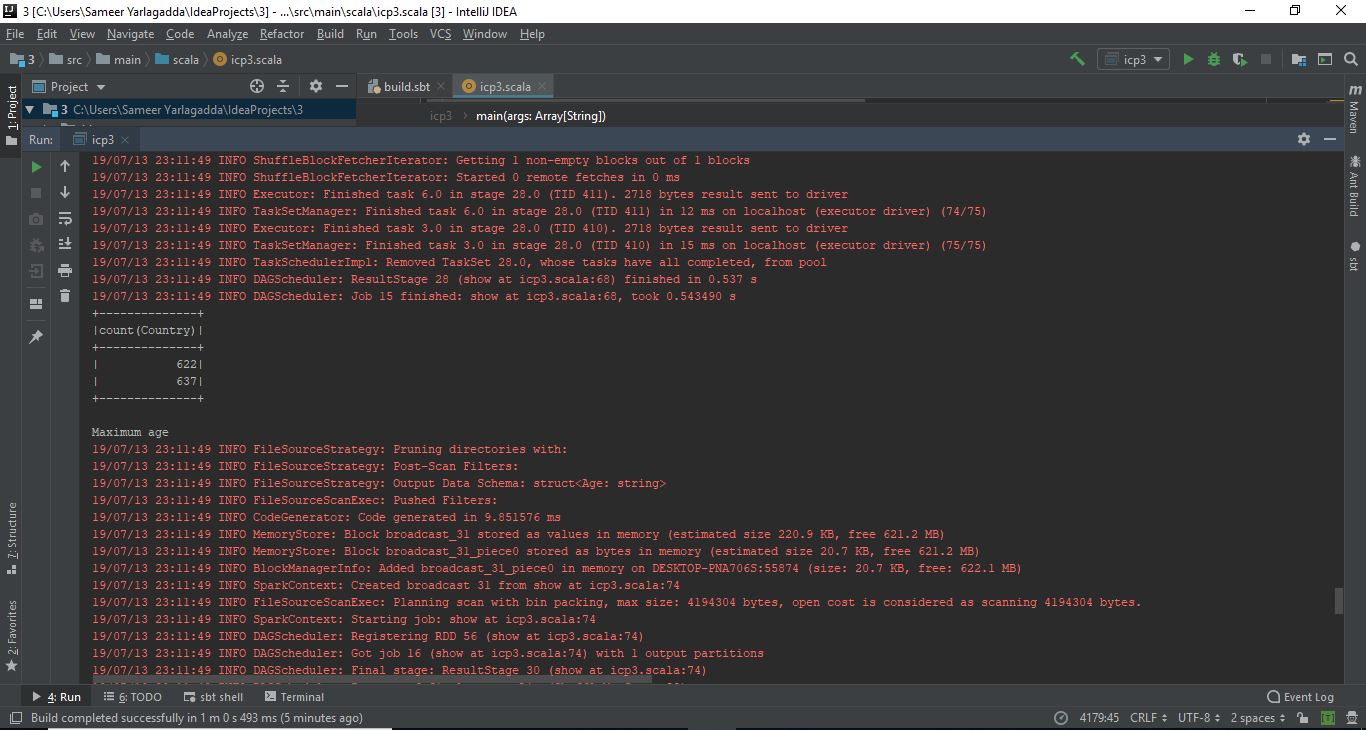 3 [C:\Users\Sameer Yarlagadda\IdeaProjects\3] - ...\src\main\scala\icp3.scala [3] - IntelliJ IDEA
File Edit View Navigate Code Analyze Refactor Build Run Tools VCS Window Help
3 src main scala icp3.scala icp3
Project build.sbt icp3.scala
3 C:\Users\Sameer Yarlagadda\IdeaProjects\3
icp3 main(args: Array[String])
Run: icp3
19/07/13 23:11:49 INFO ShuffleBlockFetcherIterator: Getting 1 non-empty blocks out of 1 blocks
19/07/13 23:11:49 INFO ShuffleBlockFetcherIterator: Started 0 remote fetches in 0 ms
19/07/13 23:11:49 INFO Executor: Finished task 6.0 in stage 28.0 (TID 411). 2718 bytes result sent to driver
19/07/13 23:11:49 INFO TaskSetManager: Finished task 6.0 in stage 28.0 (TID 411) in 12 ms on localhost (executor driver) (74/75)
19/07/13 23:11:49 INFO Executor: Finished task 3.0 in stage 28.0 (TID 410). 2718 bytes result sent to driver
19/07/13 23:11:49 INFO TaskSetManager: Finished task 3.0 in stage 28.0 (TID 410) in 15 ms on localhost (executor driver) (75/75)
19/07/13 23:11:49 INFO TaskSchedulerImpl: Removed TaskSet 28.0, whose tasks have all completed, from pool
19/07/13 23:11:49 INFO DAGScheduler: ResultStage 28 (show at icp3.scala:68) finished in 0.537 s
19/07/13 23:11:49 INFO DAGScheduler: Job 15 finished: show at icp3.scala:68, took 0.543490 s
+--------------+
|count(Country)|
+--------------+
|           622|
|           637|
+--------------+
Maximum age
19/07/13 23:11:49 INFO FileSourceStrategy: Pruning directories with:
19/07/13 23:11:49 INFO FileSourceStrategy: Post-Scan Filters:
19/07/13 23:11:49 INFO FileSourceStrategy: Output Data Schema: struct<Age: string>
19/07/13 23:11:49 INFO FileSourceScanExec: Pushed Filters:
19/07/13 23:11:49 INFO CodeGenerator: Code generated in 9.851576 ms
19/07/13 23:11:49 INFO MemoryStore: Block broadcast_31 stored as values in memory (estimated size 220.9 KB, free 621.2 MB)
19/07/13 23:11:49 INFO MemoryStore: Block broadcast_31_piece0 stored as bytes in memory (estimated size 20.7 KB, free 621.2 MB)
19/07/13 23:11:49 INFO BlockManagerInfo: Added broadcast_31_piece0 in memory on DESKTOP-PNA706S:55874 (size: 20.7 KB, free: 622.1 MB)
19/07/13 23:11:49 INFO SparkContext: Created broadcast 31 from show at icp3.scala:74
19/07/13 23:11:49 INFO FileSourceScanExec: Planning scan with bin packing, max size: 4194304 bytes, open cost is considered as scanning 4194304 bytes.
19/07/13 23:11:49 INFO SparkContext: Starting job: show at icp3.scala:74
19/07/13 23:11:49 INFO DAGScheduler: Registering RDD 56 (show at icp3.scala:74)
19/07/13 23:11:49 INFO DAGScheduler: Got job 16 (show at icp3.scala:74) with 1 output partitions
19/07/13 23:11:49 INFO DAGScheduler: Final stage: ResultStage 30 (show at icp3.scala:74)
1: Project
7: Structure
2: Favorites
Maven
Ant Build
sbt
4: Run 6: TODO sbt shell Terminal Event Log
Build completed successfully in 1 m 0 s 493 ms (5 minutes ago) 4179:45 CRLF UTF-8 2 spaces